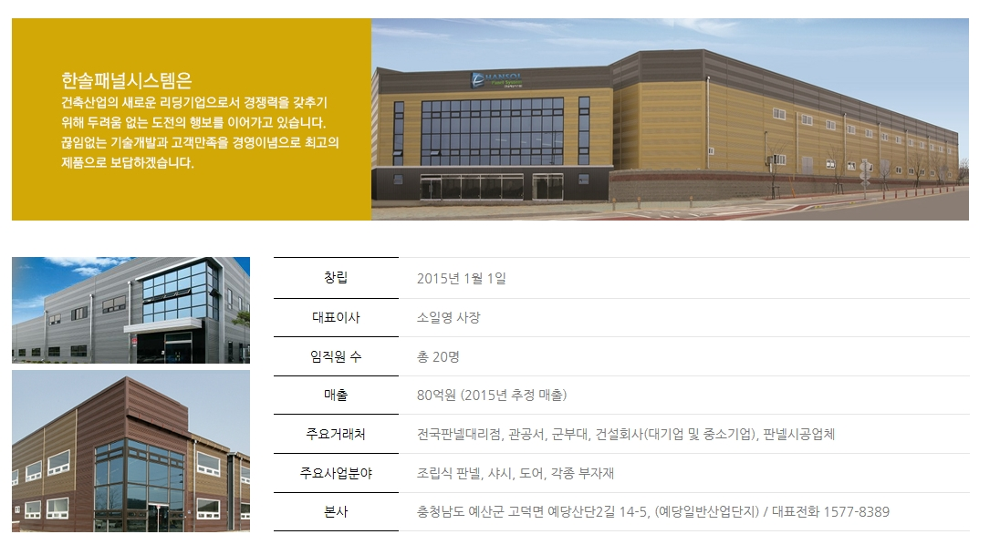 한솔패널시스템은
건축산업의 새로운 리딩기업으로서 경쟁력을 갖추기
위해 두려움 없는 도전의 행보를 이어가고 있습니다.
끊임없는 기술개발과 고객만족을 경영이념으로 최고의
제품으로 보답하겠습니다.
HANSOL
창립 2015년 1월 1일
대표이사 소일영 사장
임직원 수 총 20명
매출 80억원 (2015년 추정 매출)
주요거래처 전국판넬대리점, 관공서, 군부대, 건설회사(대기업 및 중소기업), 판넬시공업체
주요사업분야 조립식 판넬, 샤시, 도어, 각종 부자재
본사 충청남도 예산군 고덕면 예당산단2길 14-5, (예당일반산업단지) / 대표전화 1577-8389